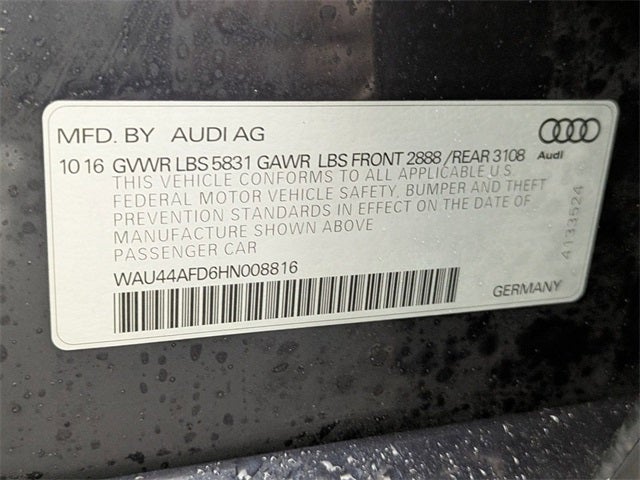 MFD. BY AUDI AG
10 16 GVWR LBS 5831 GAWR LBS FRONT 2888 / REAR 3108
Audi
THIS VEHICLE CONFORMS TO ALL APPLICABLE U.S.
FEDERAL MOTOR VEHICLE SAFETY, BUMPER AND THEFT
PREVENTION STANDARDS IN EFFECT ON THE DATE OF
MANUFACTURE SHOWN ABOVE
PASSENGER CAR
4133524
WAU44AFD6HN008816
GERMANY